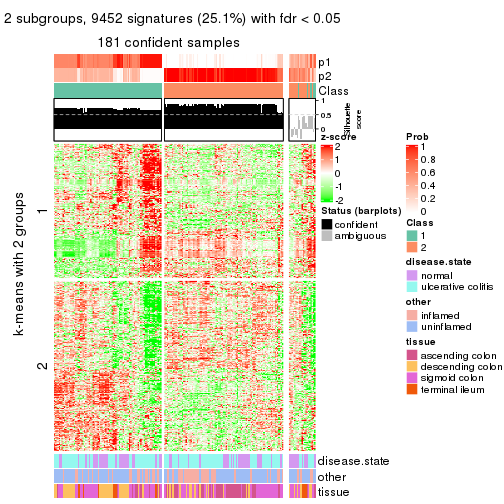 2 subgroups, 9452 signatures (25.1%) with fdr < 0.05
181 confident samples
p1
p2
Class
1
0.5
0
Silhouette
score
k-means with 2 groups
1
2
z-score
2
1
0
-1
-2
Status (barplots)
confident
ambiguous
Prob
1
0.8
0.6
0.4
0.2
0
Class
1
2
disease.state
normal
ulcerative colitis
other
inflamed
uninflamed
tissue
ascending colon
descending colon
sigmoid colon
terminal ileum
disease.state
other
tissue